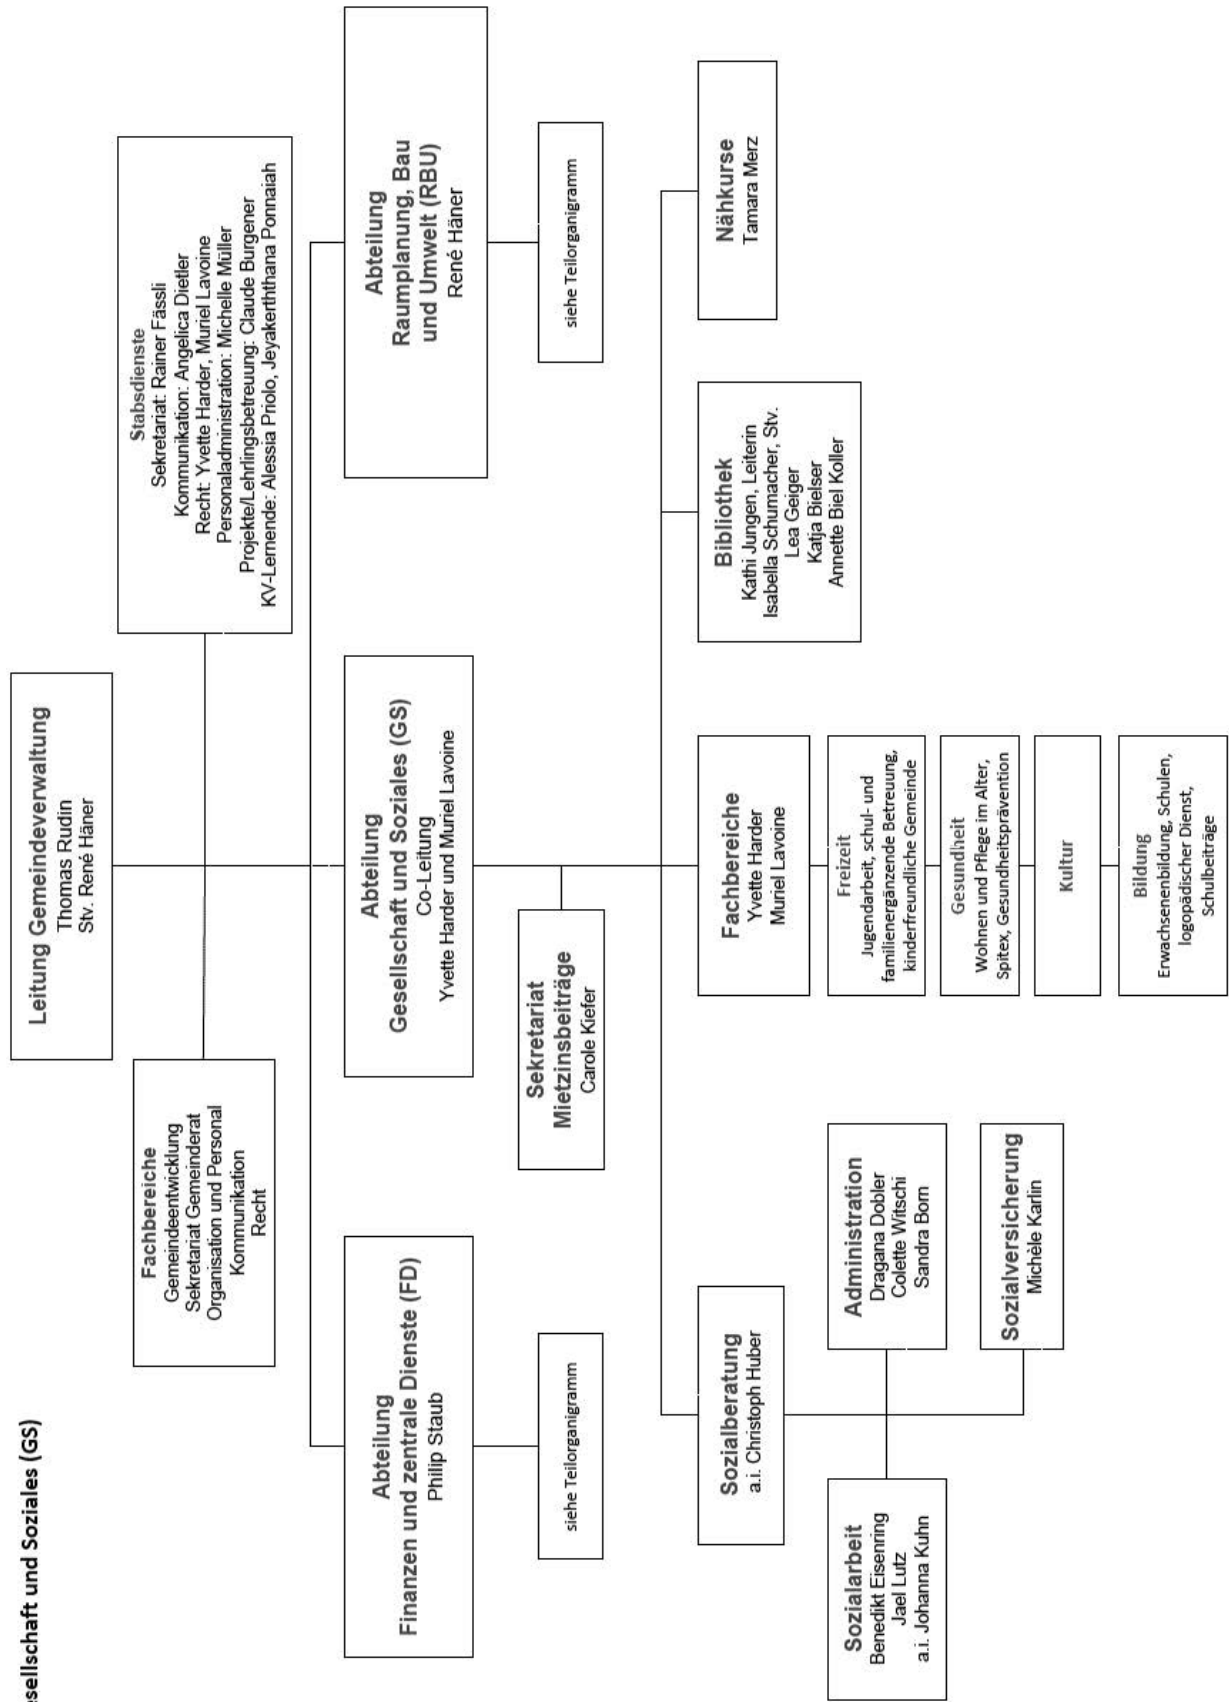 esellschaft und Soziales (GS)
Leitung Gemeindeverwaltung
Thomas Rudin
Stv. René Häner
Fachbereiche
Gemeindeentwicklung
Sekretariat Gemeinderat
Organisation und Personal
Kommunikation
Recht
Stabsdienste
Sekretariat: Rainer Fässli
Kommunikation: Angelica Dietler
Recht: Yvette Harder, Muriel Lavoine
Personaladministration: Michelle Müller
Projekte/Lehrlingsbetreuung: Claude Burgener
KV-Lernende: Alessia Priolo, Jeyakerththana Ponnaiah
Abteilung
Finanzen und zentrale Dienste (FD)
Philip Staub
siehe Teilorganigramm
Abteilung
Gesellschaft und Soziales (GS)
Co-Leitung
Yvette Harder und Muriel Lavoine
Abteilung
Raumplanung, Bau
und Umwelt (RBU)
René Häner
siehe Teilorganigramm
Sekretariat
Mietzinsbeiträge
Carole Kiefer
Sozialberatung
a.i. Christoph Huber
Sozialarbeit
Benedikt Eisenring
Jael Lutz
a.i. Johanna Kuhn
Administration
Dragana Dobler
Colette Witschi
Sandra Born
Sozialversicherung
Michèle Karlin
Fachbereiche
Yvette Harder
Muriel Lavoine
Freizeit
Jugendarbeit, schul- und
familienergänzende Betreuung,
kinderfreundliche Gemeinde
Gesundheit
Wohnen und Pflege im Alter,
Spitex, Gesundheitsprävention
Kultur
Bildung
Erwachsenenbildung, Schulen,
logopädischer Dienst,
Schulbeiträge
Bibliothek
Kathi Jungen, Leiterin
Isabella Schumacher, Stv.
Lea Geiger
Katja Bielser
Annette Biel Koller
Nähkurse
Tamara Merz